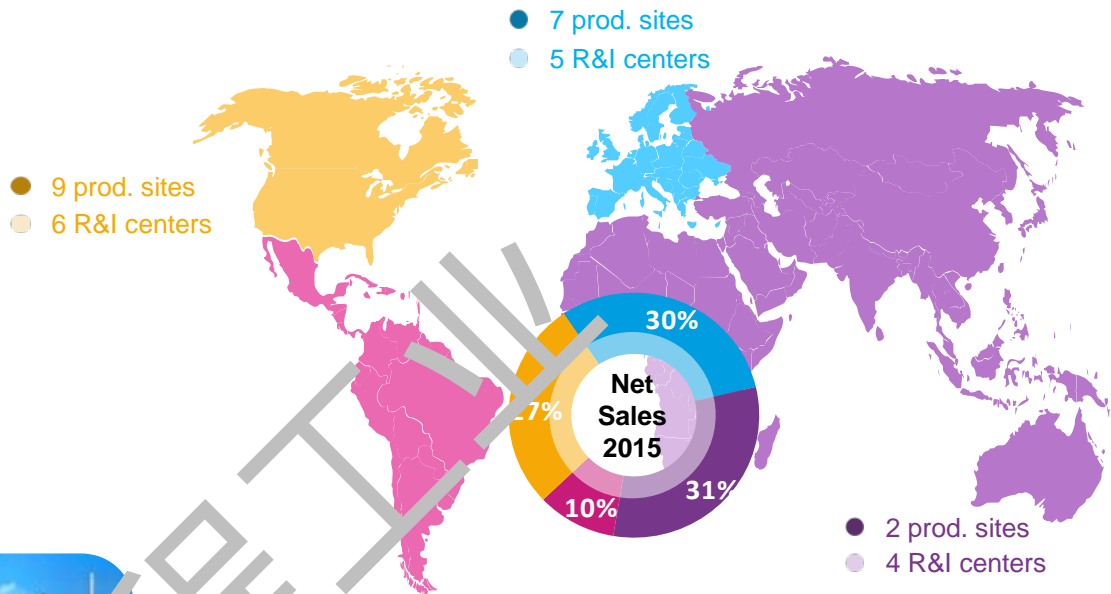 7 prod. sites
5 R&I centers
9 prod. sites
6 R&I centers
30%
Net
Sales
2015
7%
31%
10%
2 prod. sites
4 R&I centers